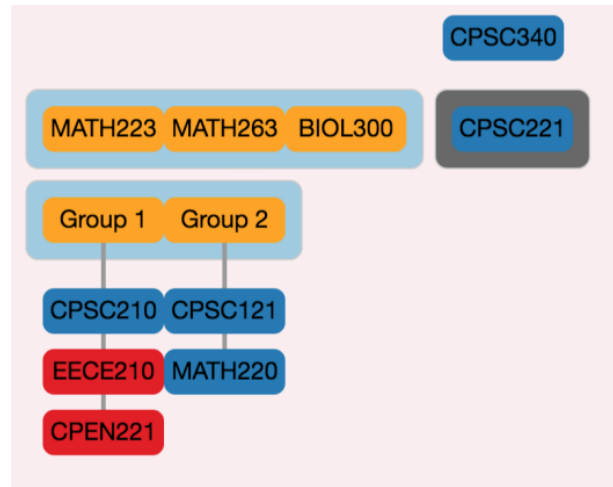 CPSC340
MATH223 MATH263 BIOL300 CPSC221
Group 1 Group 2
CPSC210 CPSC121
EECE210 MATH220
CPEN221